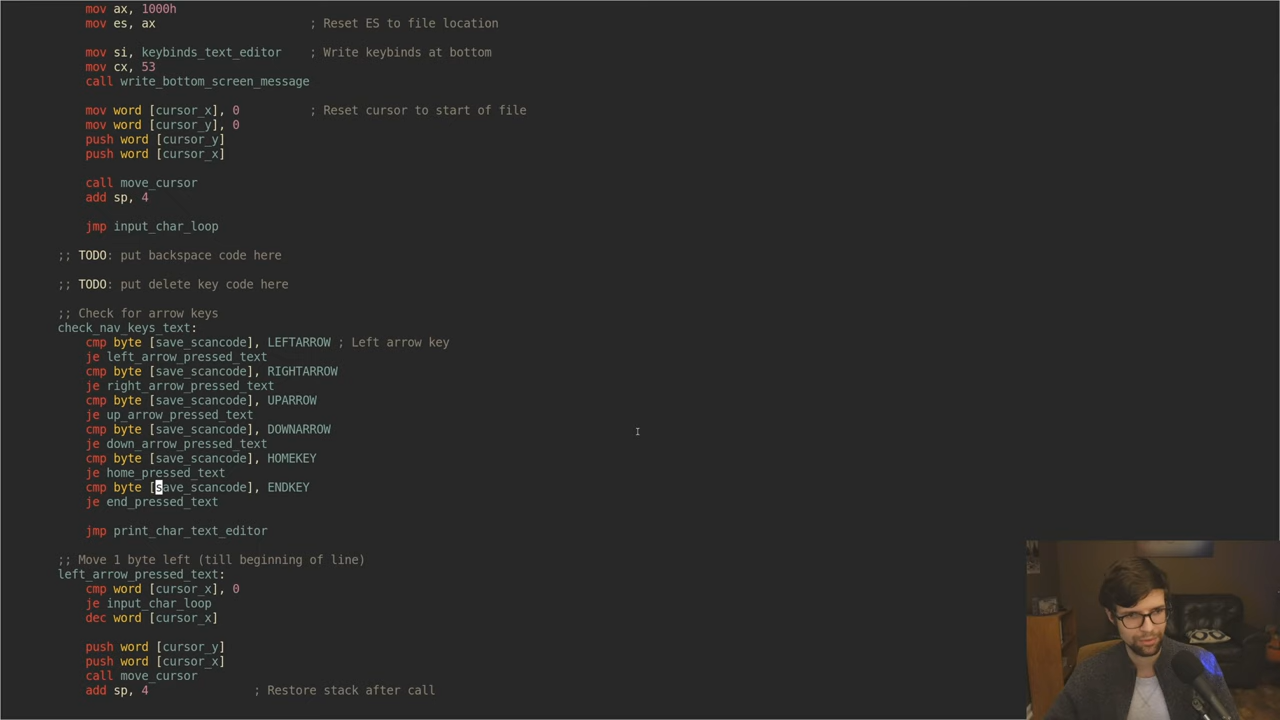 mov ax, 1000h
mov es, ax ; Reset ES to file location
mov si, keybinds_text_editor ; Write keybinds at bottom
mov cx, 53
call write_bottom_screen_message
mov word [cursor_x], 0 ; Reset cursor to start of file
mov word [cursor_y], 0
push word [cursor_y]
push word [cursor_x]
call move_cursor
add sp, 4
jmp input_char_loop
;; TODO: put backspace code here
;; TODO: put delete key code here
;; Check for arrow keys
check_nav_keys_text:
cmp byte [save_scancode], LEFTARROW ; Left arrow key
je left_arrow_pressed_text
cmp byte [save_scancode], RIGHTARROW
je right_arrow_pressed_text
cmp byte [save_scancode], UPARROW
je up_arrow_pressed_text
cmp byte [save_scancode], DOWNARROW
je down_arrow_pressed_text
cmp byte [save_scancode], HOMEKEY
je home_pressed_text
cmp byte [save_scancode], ENDKEY
je end_pressed_text
jmp print_char_text_editor
;; Move 1 byte left (till beginning of line)
left_arrow_pressed_text:
cmp word [cursor_x], 0
je input_char_loop
dec word [cursor_x]
push word [cursor_y]
push word [cursor_x]
call move_cursor
add sp, 4 ; Restore stack after call